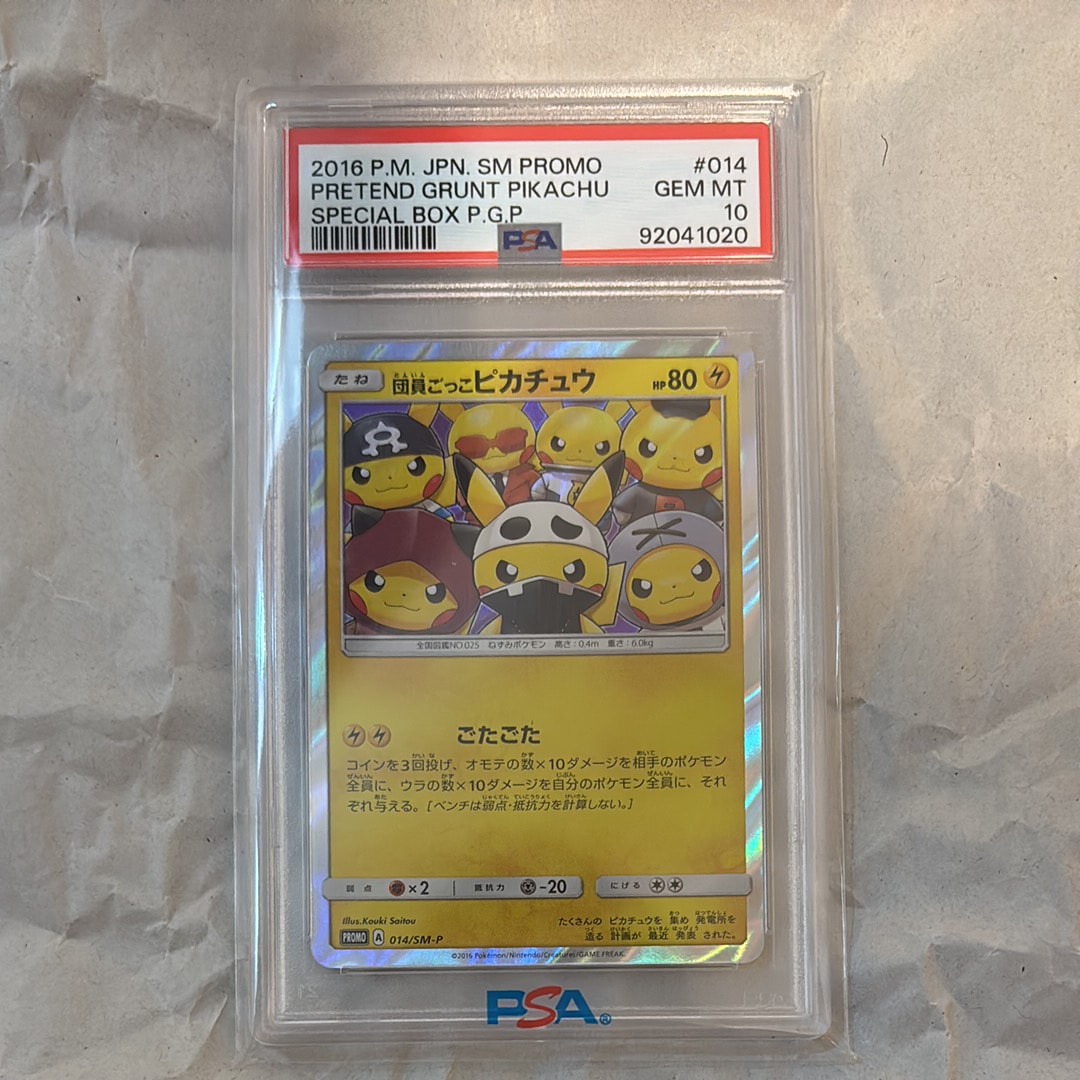 2016 P.M. JPN. SM PROMO #014
PRETEND GRUNT PIKACHU GEM MT
SPECIAL BOX P.G.P 10
PSA 92041020
たね 団員ごっこピカチュウ HP80
だんいん
全国図鑑NO.025 ねずみポケモン 高さ:0.4m 重さ:6.0kg
ごたごた
コインを3回投げ、オモテの数×10ダメージを相手のポケモン
全員に、ウラの数×10ダメージを自分のポケモン全員に、それ
ぞれ与える。[ベンチは弱点・抵抗力を計算しない。]
弱点 ×2 抵抗力 -20 にげる
Illus.Kouki Saitou
たくさんの ピカチュウを 集め 発電所を
造る 計画が 最近 発表 された。
PROMO A 014/SM-P
©2016 Pokémon/Nintendo/Creatures/GAME FREAK.
PSA®